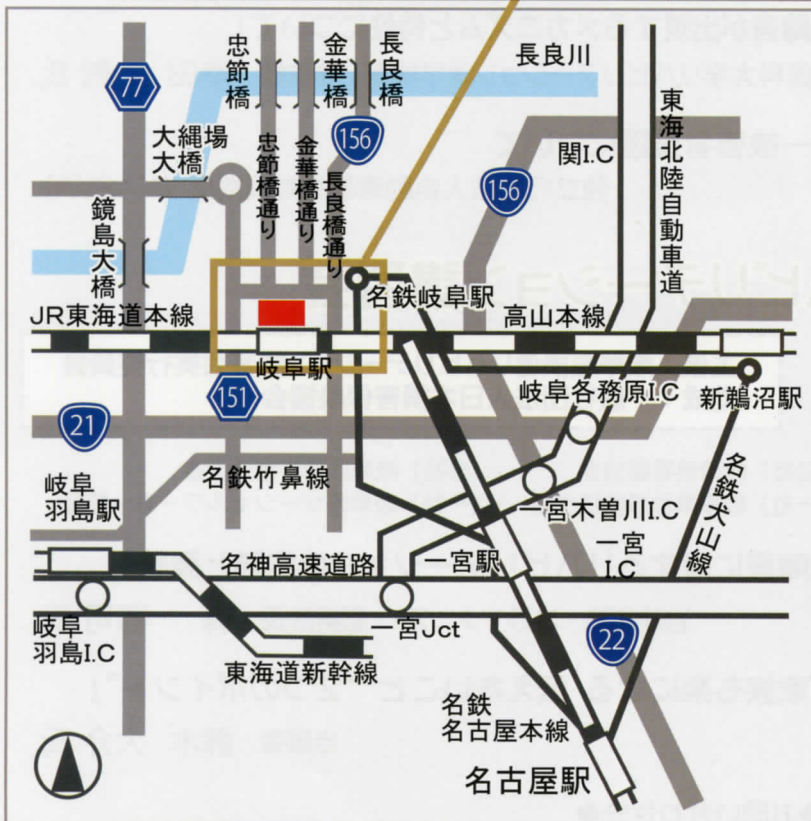 忠節橋
金華橋
長良橋
長良川
77
156
大縄場
大橋
忠節橋通り
金華橋通り
長良橋通り
関I.C
東海北陸自動車道
156
鏡島大橋
名鉄岐阜駅
JR東海道本線
高山本線
岐阜駅
151
岐阜各務原I.C
新鵜沼駅
21
名鉄竹鼻線
岐阜
羽島駅
一宮木曽川I.C
名鉄犬山線
一宮
I.C
名神高速道路
一宮駅
岐阜
羽島I.C
一宮Jct
22
東海道新幹線
名鉄
名古屋本線
名古屋駅